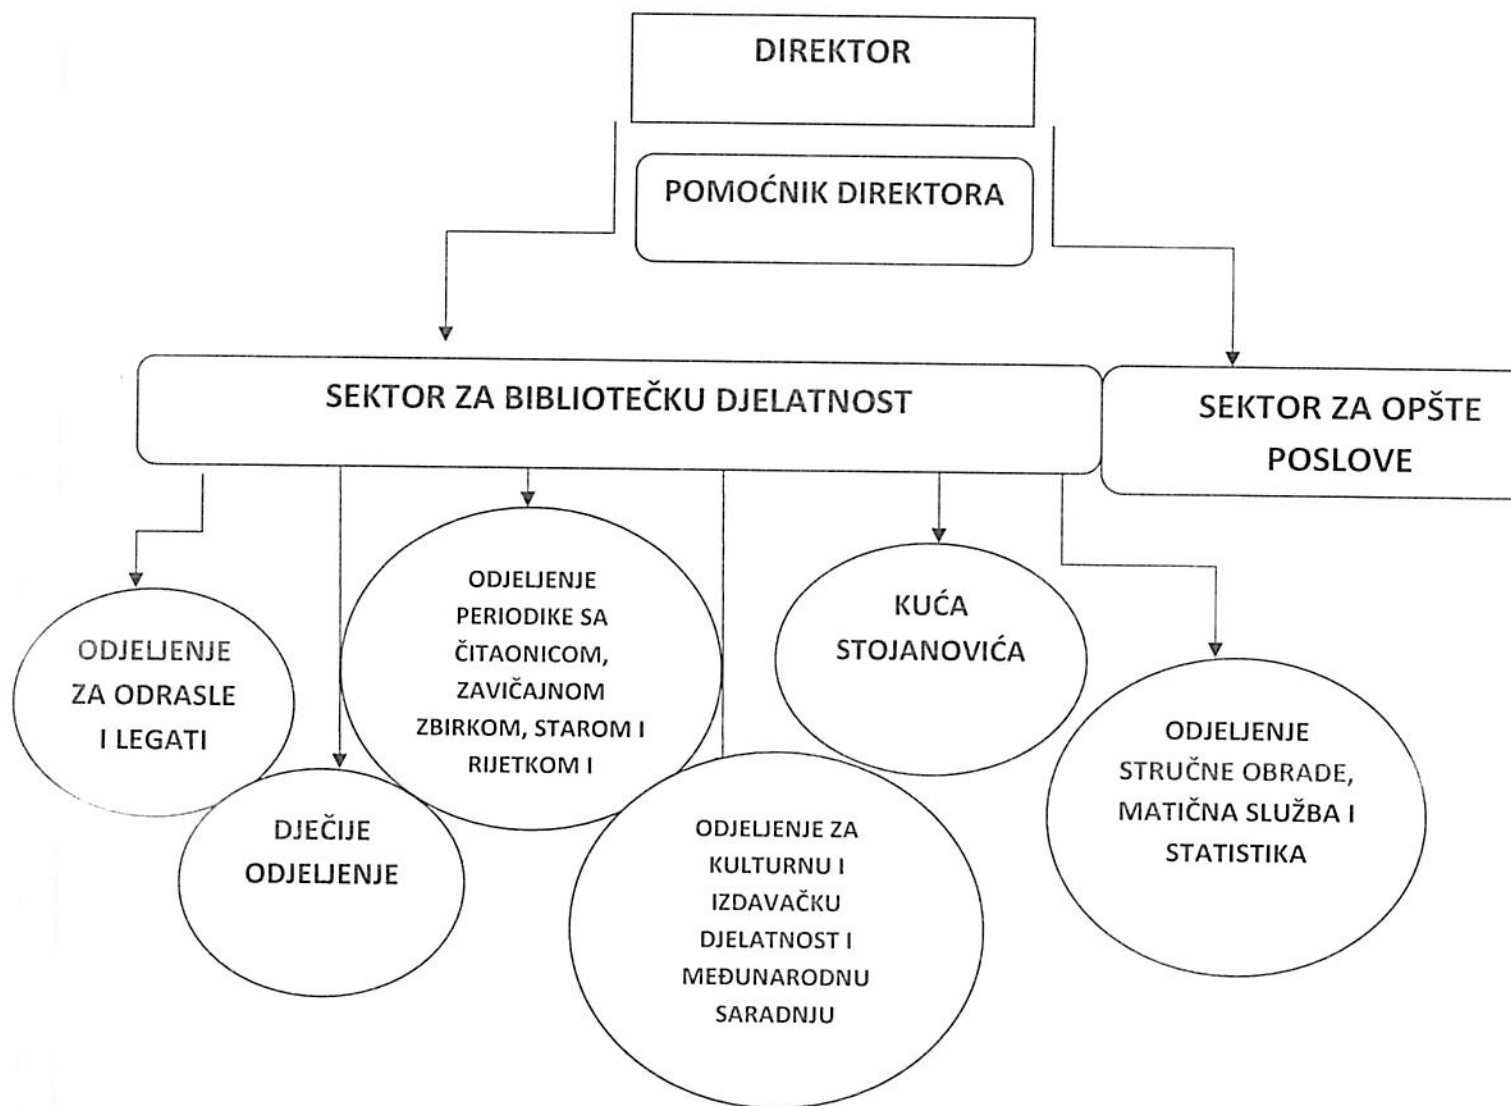 DIREKTOR
POMOĆNIK DIREKTORA
SEKTOR ZA BIBLIOTEČKU DJELATNOST
SEKTOR ZA OPŠTE
POSLOVE
ODJELJENJE
ZA ODRASLE
I LEGATI
DJEČIJE
ODJELJENJE
ODJELJENJE
PERIODIKE SA
ČITAONICOM,
ZAVIČAJNOM
ZBIRKOM, STAROM I
RIJETKOM I
ODJELJENJE ZA
KULTURNU I
IZDAVAČKU
DJELATNOST I
MEĐUNARODNU
SARADNJU
KUĆA
STOJANOVIĆA
ODJELJENJE
STRUČNE OBRADE,
MATIČNA SLUŽBA I
STATISTIKA